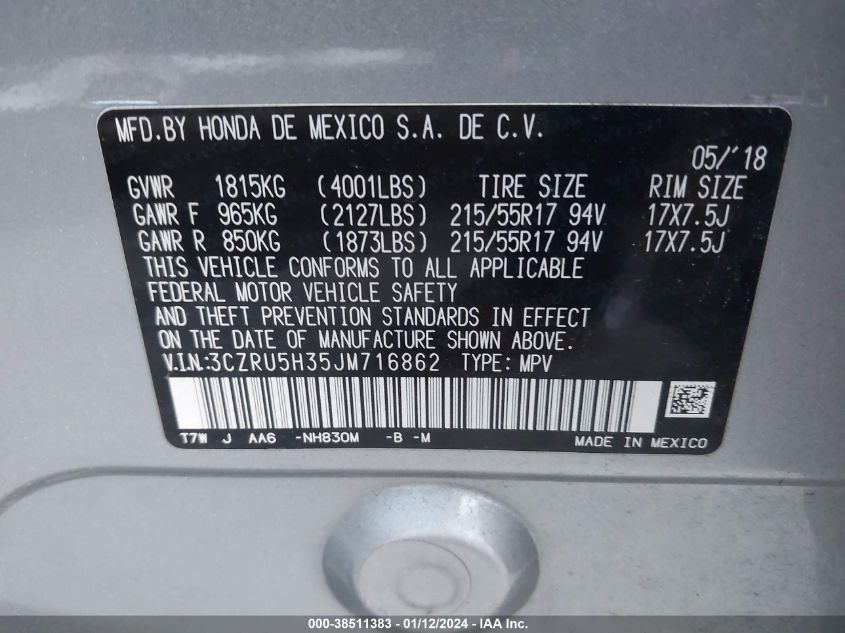 MFD.BY HONDA DE MEXICO S.A. DE C.V.
05/'18
GVWR 1815KG (4001LBS) TIRE SIZE RIM SIZE
GAWR F 965KG (2127LBS) 215/55R17 94V 17X7.5J
GAWR R 850KG (1873LBS) 215/55R17 94V 17X7.5J
THIS VEHICLE CONFORMS TO ALL APPLICABLE
FEDERAL MOTOR VEHICLE SAFETY
AND THEFT PREVENTION STANDARDS IN EFFECT
ON THE DATE OF MANUFACTURE SHOWN ABOVE.
V.I.N.:3CZRU5H35JM716862 TYPE: MPV
T7W J AA6 -NH830M -B -M MADE IN MEXICO
000-38511383 - 01/12/2024 - IAA Inc.